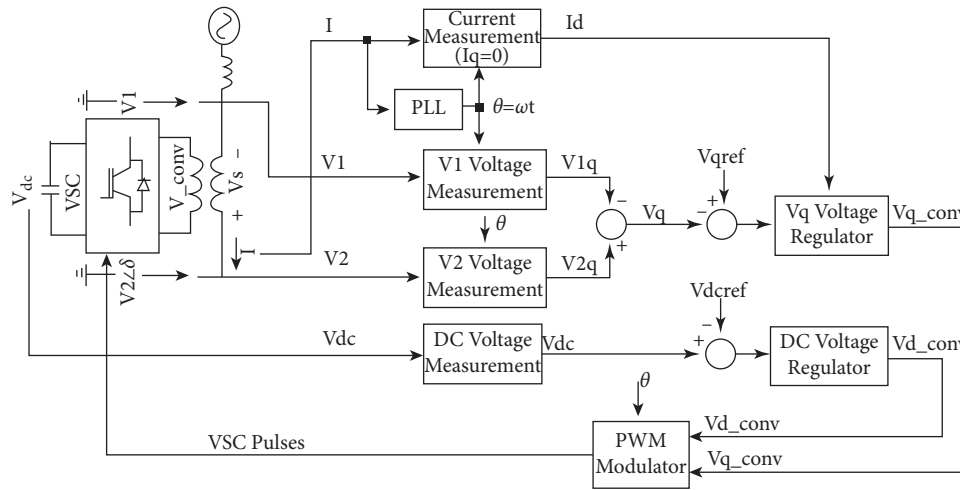 I
Current
Measurement
(Iq=0)
Id
PLL
θ=ωt
V1
V_dc
VSC
V_conv
Vs
−
+
I
V2∠δ
V1
V1 Voltage
Measurement
V1q
θ
V2
V2 Voltage
Measurement
V2q
−
+
Vq
Vqref
−
+
Vq Voltage
Regulator
Vq_conv
Vdc
DC Voltage
Measurement
Vdc
Vdcref
−
+
DC Voltage
Regulator
Vd_conv
θ
PWM
Modulator
Vd_conv
Vq_conv
VSC Pulses